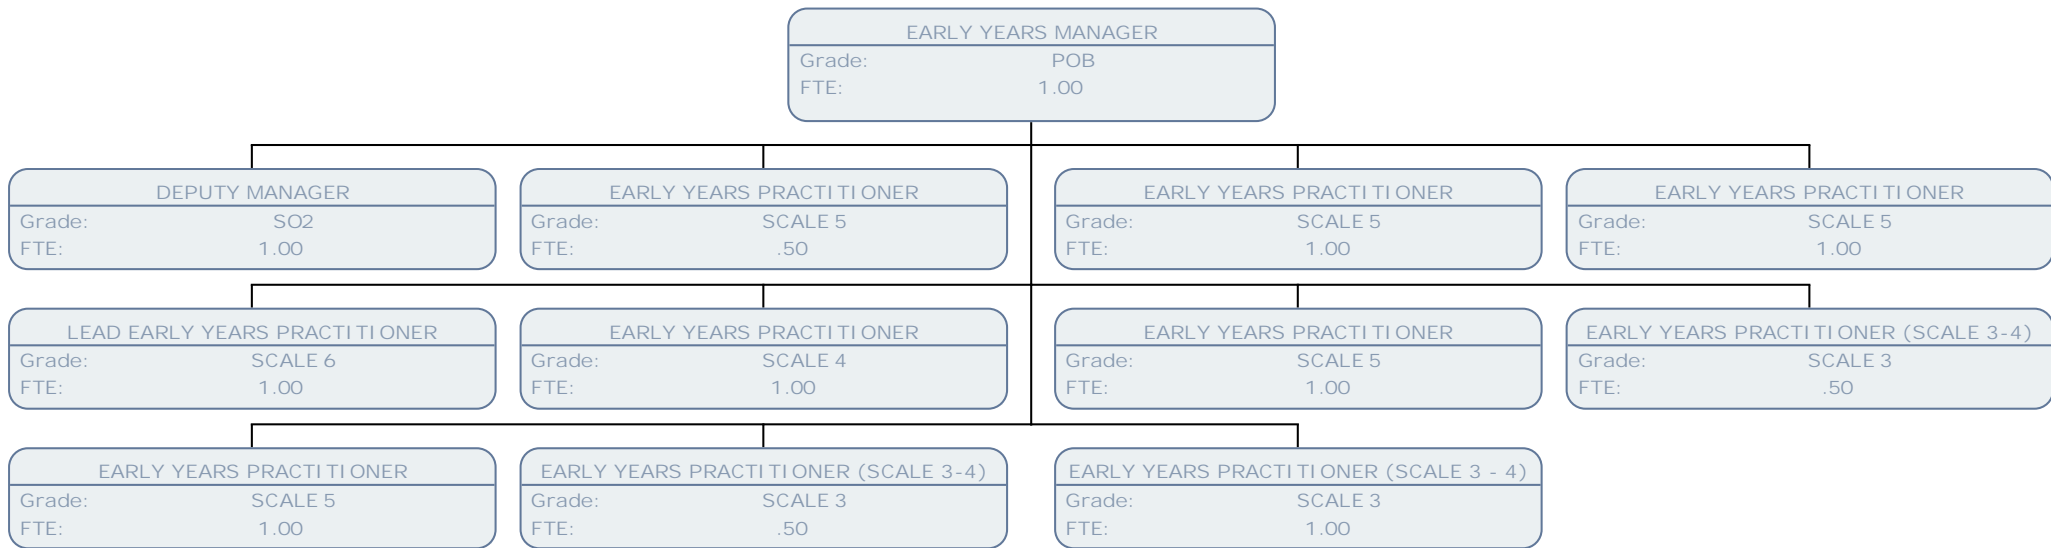 EARLY YEARS MANAGER
Grade: POB
FTE: 1.00
DEPUTY MANAGER
Grade: SO2
FTE: 1.00
EARLY YEARS PRACTITIONER
Grade: SCALE 5
FTE: .50
EARLY YEARS PRACTITIONER
Grade: SCALE 5
FTE: 1.00
EARLY YEARS PRACTITIONER
Grade: SCALE 5
FTE: 1.00
LEAD EARLY YEARS PRACTITIONER
Grade: SCALE 6
FTE: 1.00
EARLY YEARS PRACTITIONER
Grade: SCALE 4
FTE: 1.00
EARLY YEARS PRACTITIONER
Grade: SCALE 5
FTE: 1.00
EARLY YEARS PRACTITIONER (SCALE 3-4)
Grade: SCALE 3
FTE: .50
EARLY YEARS PRACTITIONER
Grade: SCALE 5
FTE: 1.00
EARLY YEARS PRACTITIONER (SCALE 3-4)
Grade: SCALE 3
FTE: .50
EARLY YEARS PRACTITIONER (SCALE 3 - 4)
Grade: SCALE 3
FTE: 1.00